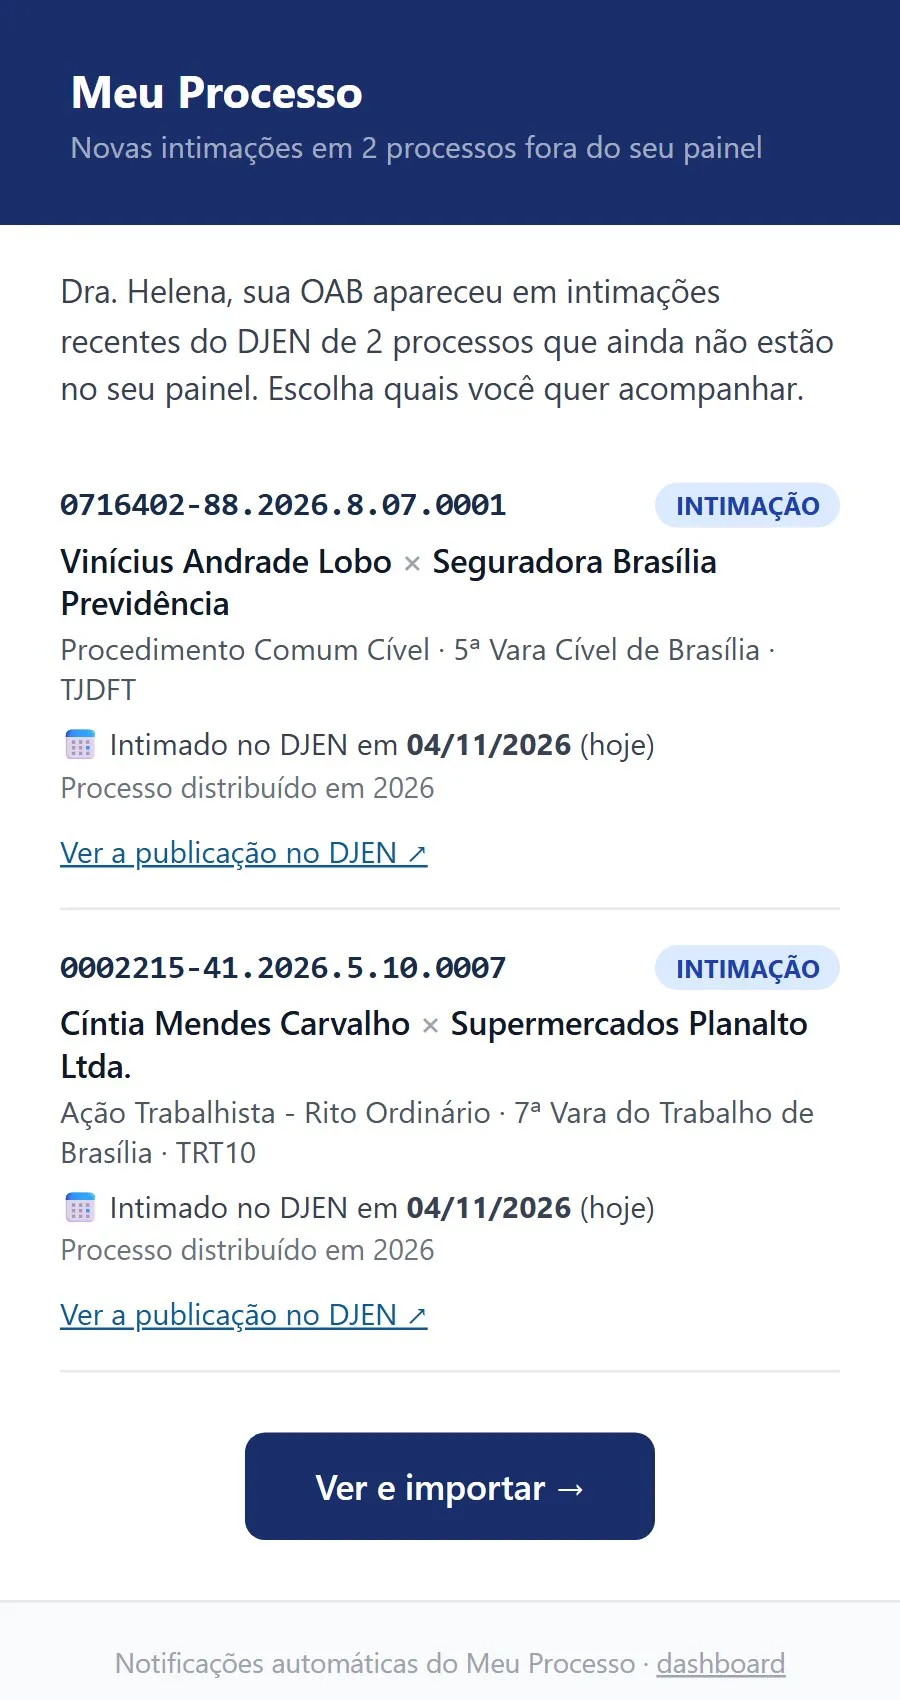 Meu Processo
Novas intimações em 2 processos fora do seu painel
Dra. Helena, sua OAB apareceu em intimações
recentes do DJEN de 2 processos que ainda não estão
no seu painel. Escolha quais você quer acompanhar.
0716402-88.2026.8.07.0001 INTIMAÇÃO
Vinícius Andrade Lobo × Seguradora Brasília
Previdência
Procedimento Comum Cível · 5ª Vara Cível de Brasília ·
TJDFT
Intimado no DJEN em 04/11/2026 (hoje)
Processo distribuído em 2026
Ver a publicação no DJEN ↗
0002215-41.2026.5.10.0007 INTIMAÇÃO
Cíntia Mendes Carvalho × Supermercados Planalto
Ltda.
Ação Trabalhista - Rito Ordinário · 7ª Vara do Trabalho de
Brasília · TRT10
Intimado no DJEN em 04/11/2026 (hoje)
Processo distribuído em 2026
Ver a publicação no DJEN ↗
Ver e importar →
Notificações automáticas do Meu Processo · dashboard